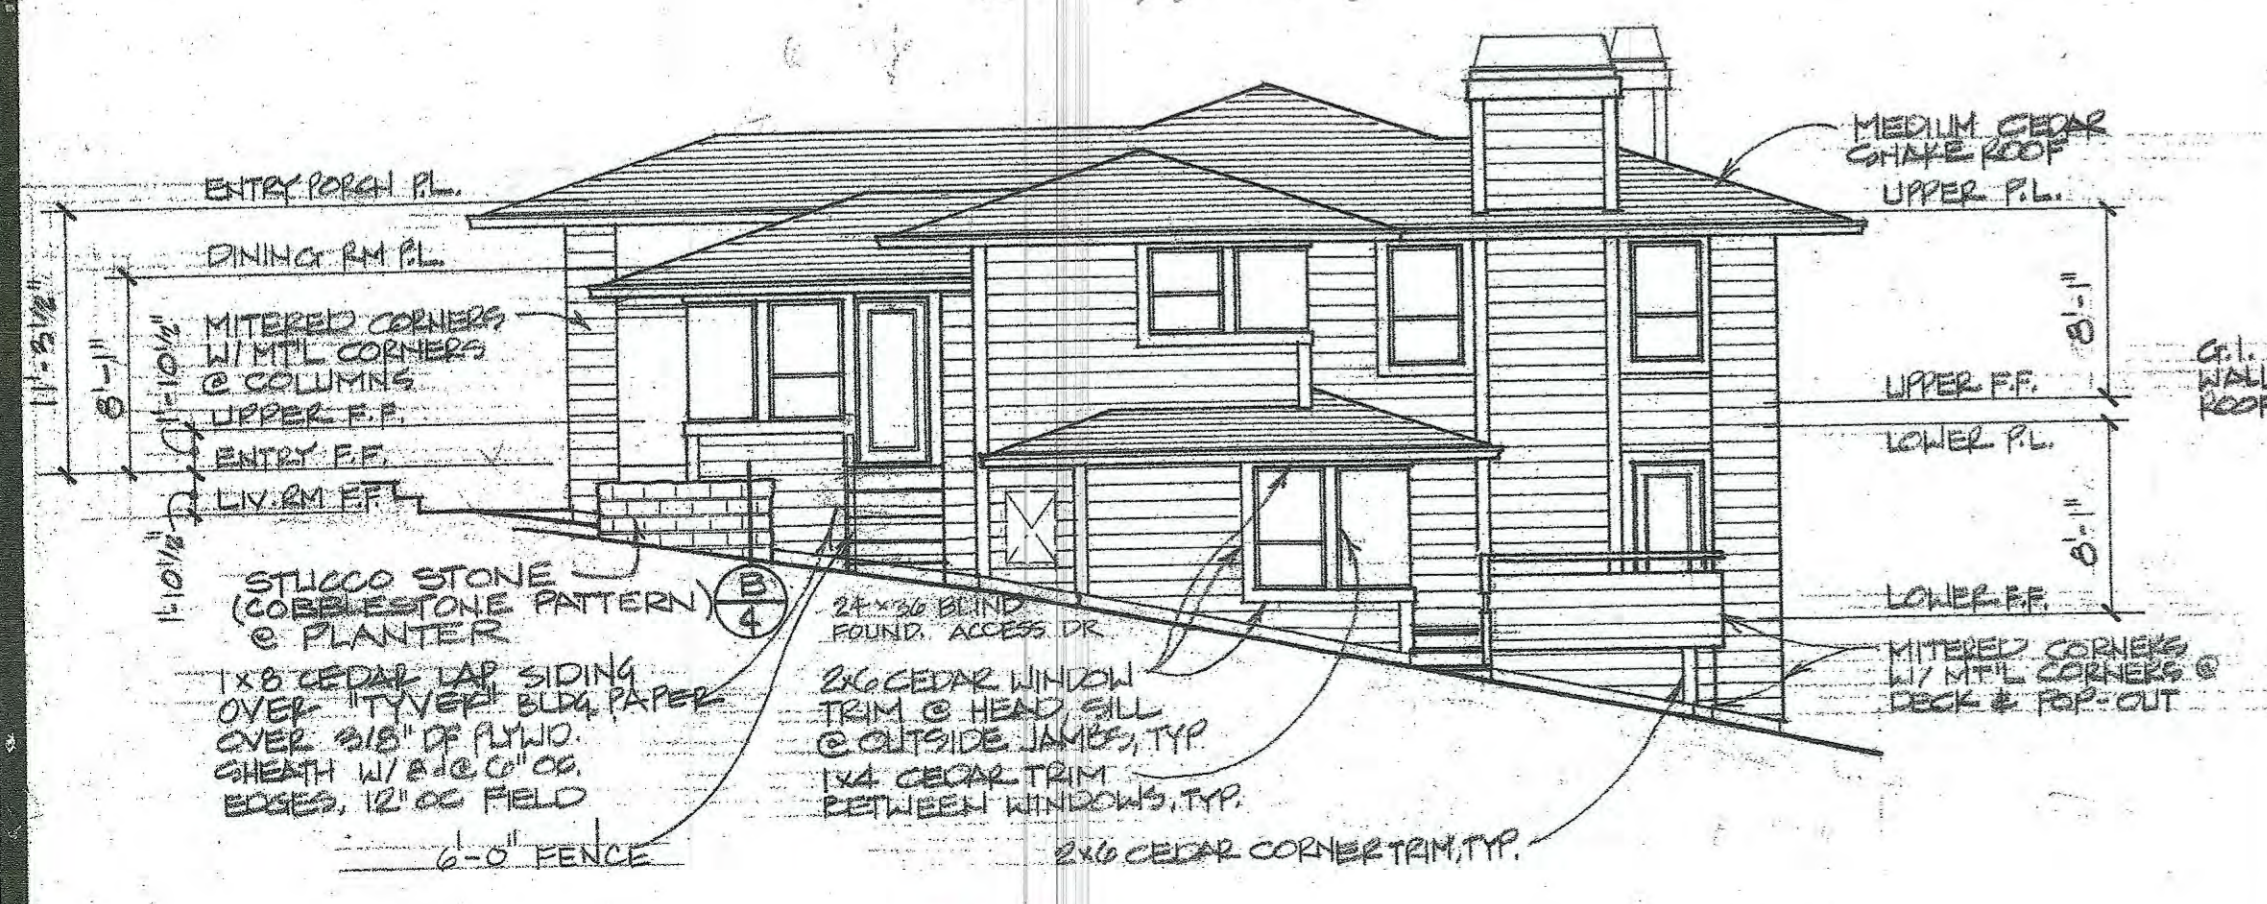 ENTRY PORCH P.L.
DINING RM P.L.
11'-3 1/2"
8'-1"
1'-10 1/2"
MITERED CORNERS
W/ MT'L CORNERS
@ COLUMNS
UPPER F.F.
ENTRY F.F.
LIV. RM F.F.
1'-10 1/2"
STUCCO STONE
(COBBLESTONE PATTERN)
@ PLANTER
B
4
1x8 CEDAR LAP SIDING
OVER "TYVEK" BLDG PAPER
OVER 3/8" DF PLYWD.
SHEATH W/ 8d @ 6" OC.
EDGES, 12" OC FIELD
6'-0" FENCE
24 x 36 BLIND
FOUND. ACCESS DR
2x6 CEDAR WINDOW
TRIM @ HEAD, SILL
@ OUTSIDE JAMBS, TYP
1x4 CEDAR TRIM
BETWEEN WINDOWS, TYP.
2x6 CEDAR CORNER TRIM, TYP.
MEDIUM CEDAR
SHAKE ROOF
UPPER P.L.
8'-1"
UPPER F.F.
LOWER P.L.
8'-1"
LOWER F.F.
MITERED CORNERS
W/ MT'L CORNERS @
DECK & POP-OUT
G.I.
WALL
ROOF